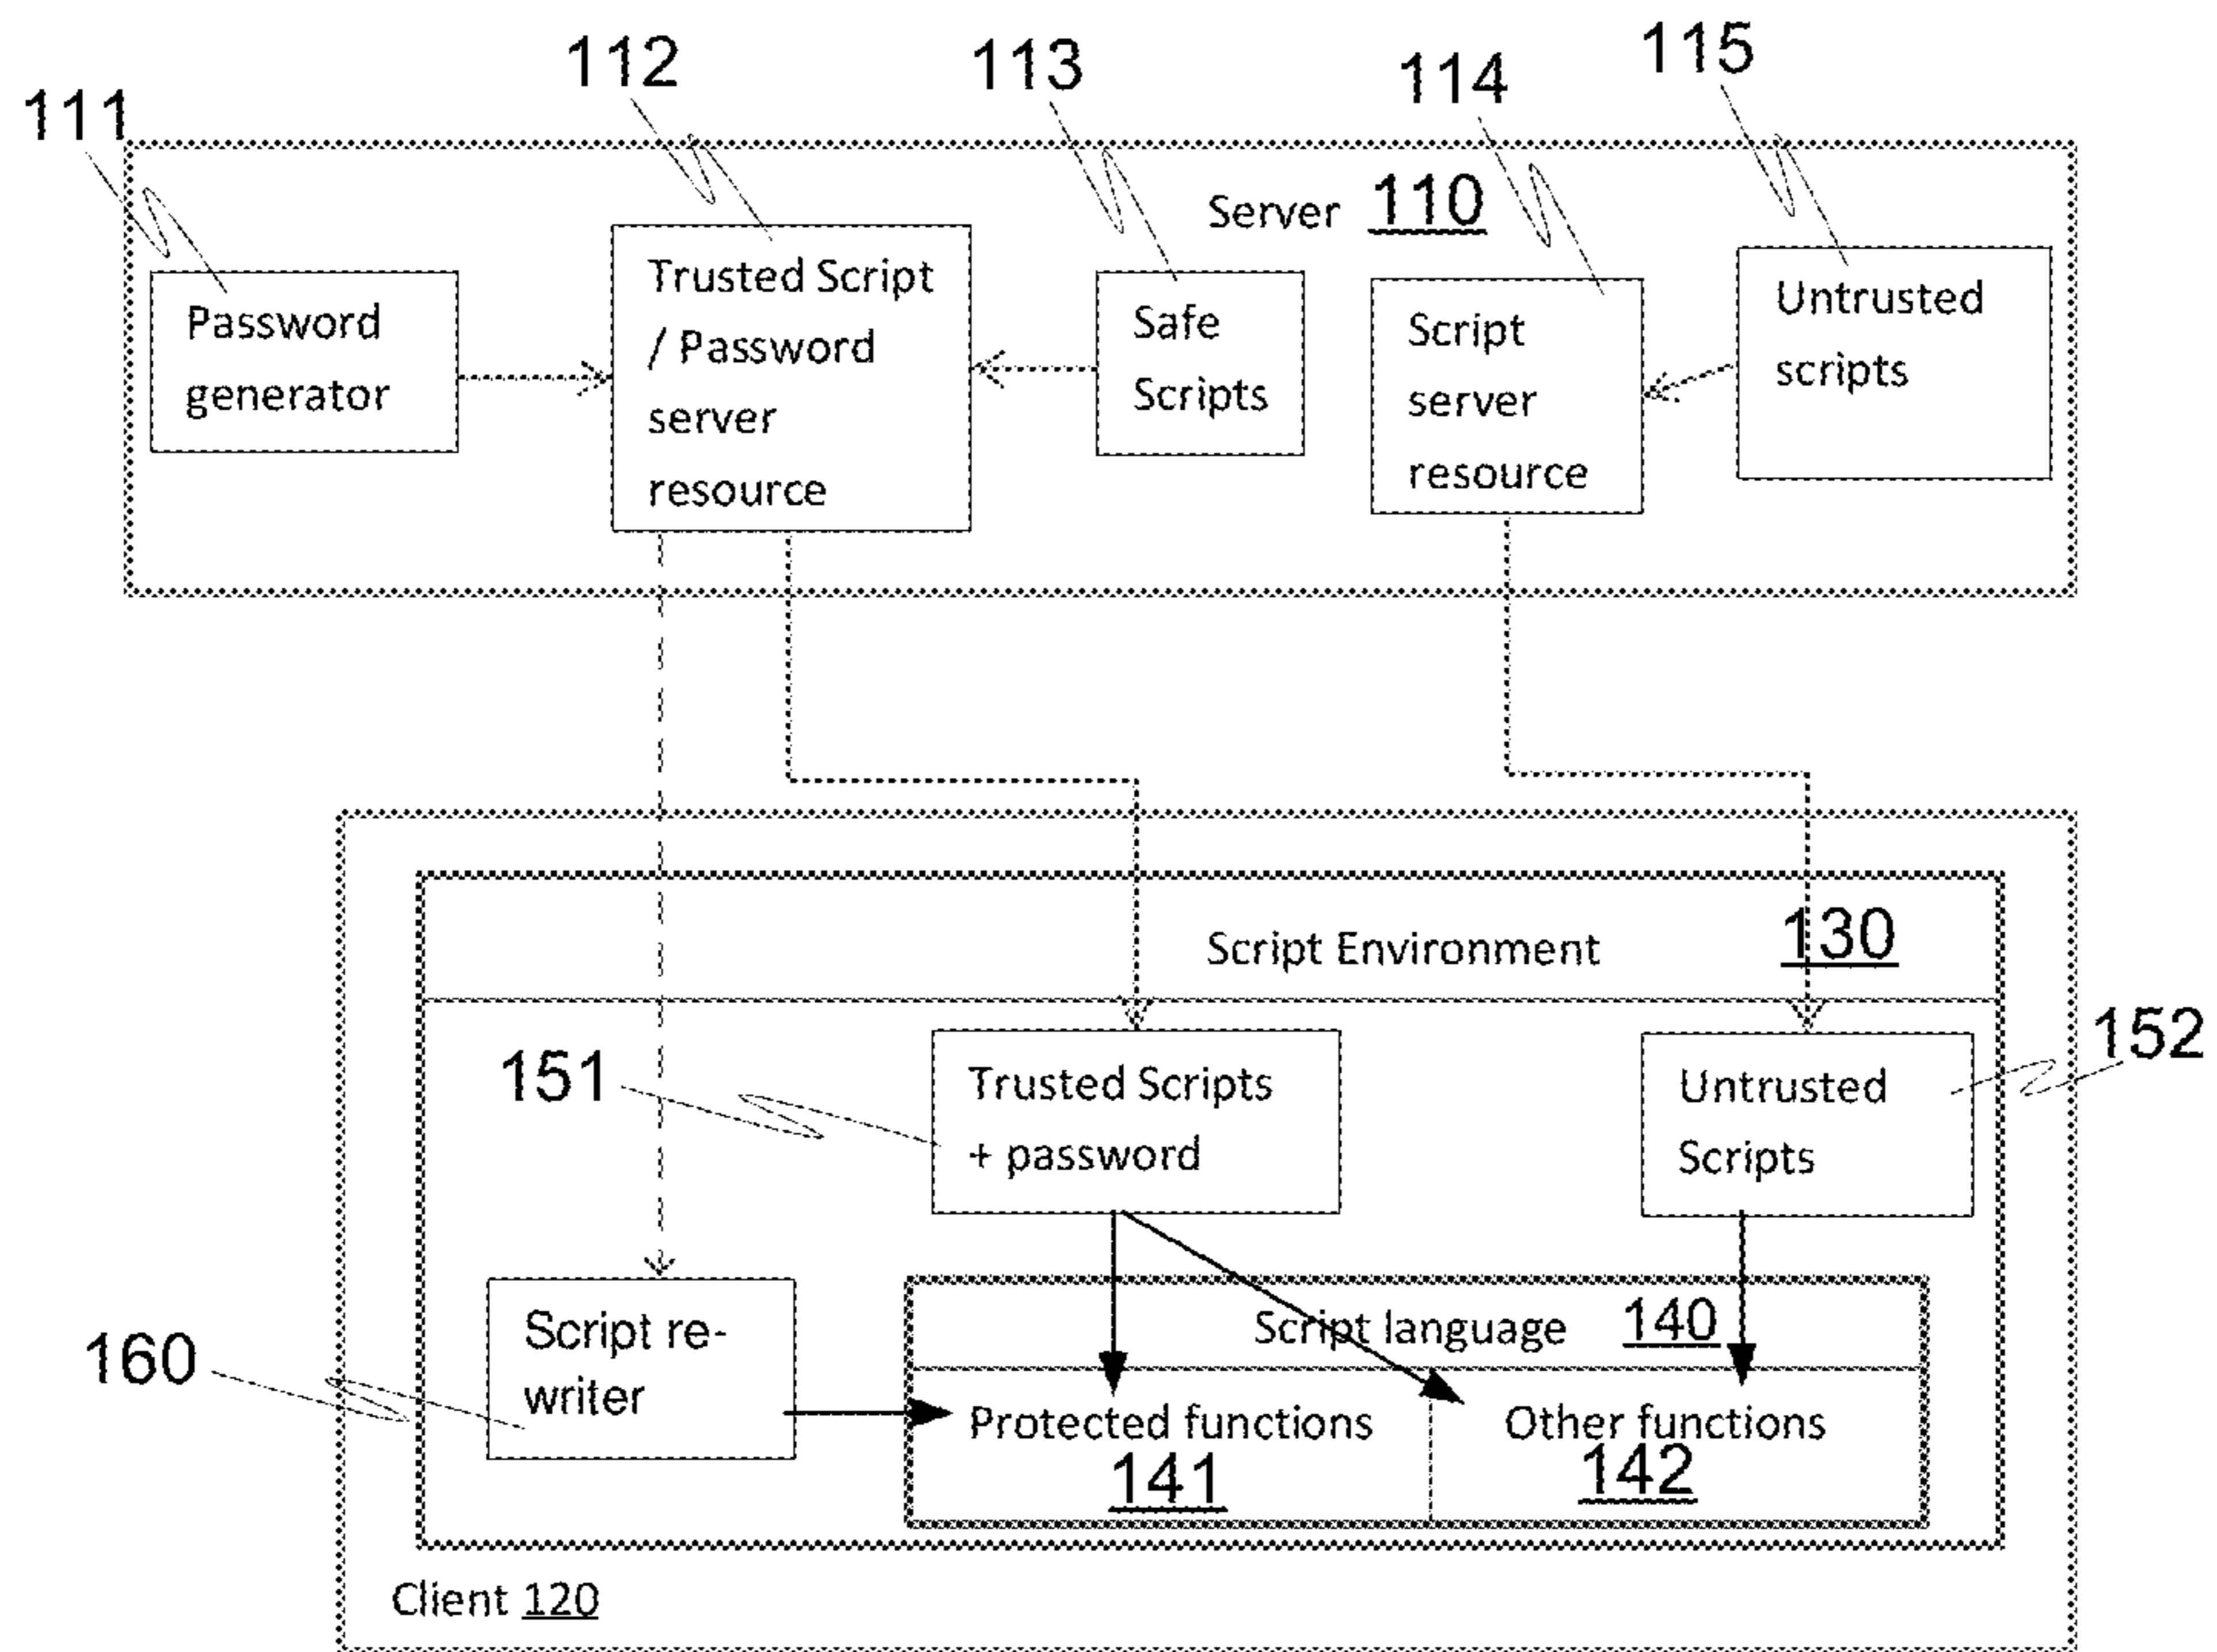 111
112
113
114
115
Server 110
Password
generator
Trusted Script
/ Password
server
resource
Safe
Scripts
Script
server
resource
Untrusted
scripts
Script Environment 130
151
Trusted Scripts
+ password
Untrusted
Scripts
152
160
Script re-
writer
Script language 140
Protected functions
141
Other functions
142
Client 120